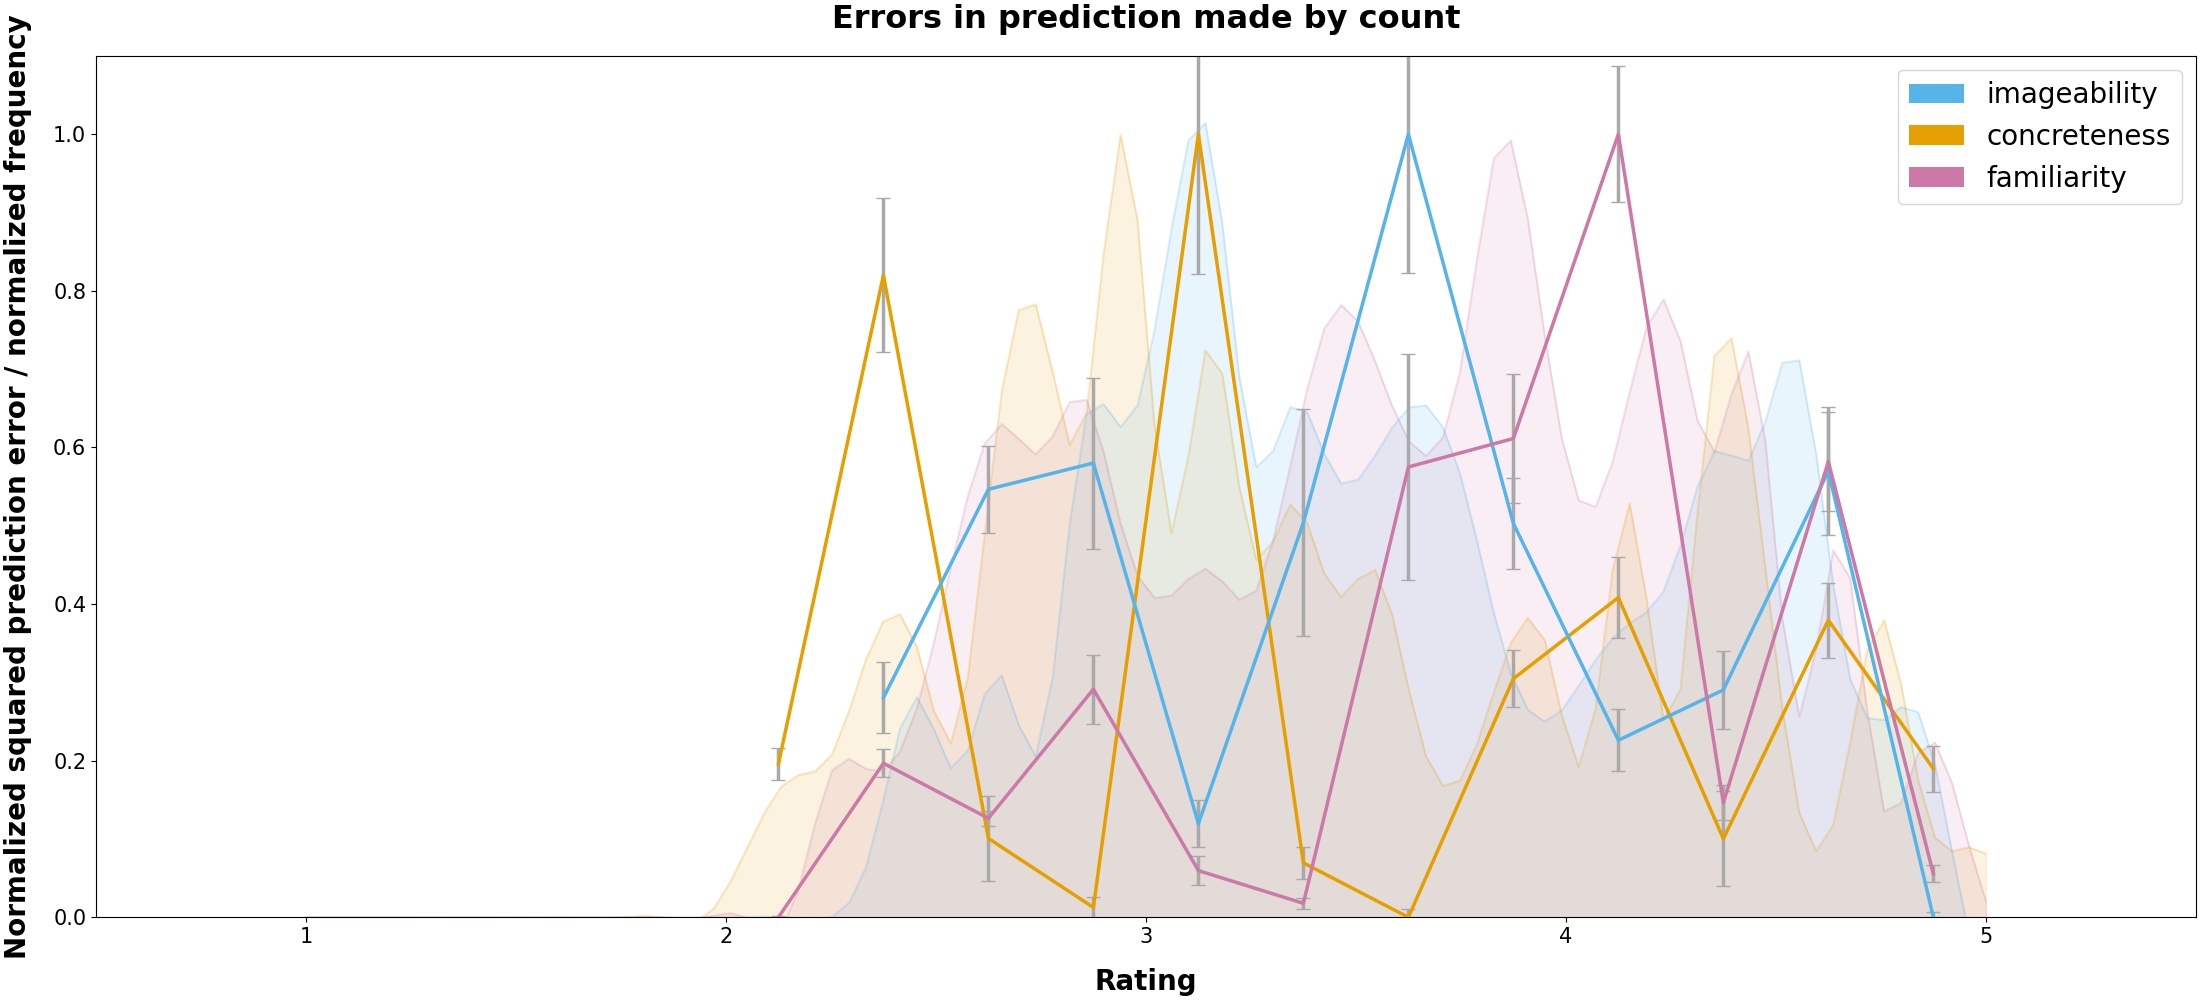 Errors in prediction made by count
Normalized squared prediction error / normalized frequency
1.0
0.8
0.6
0.4
0.2
0.0
imageability
concreteness
familiarity
1 2 3 4 5
Rating